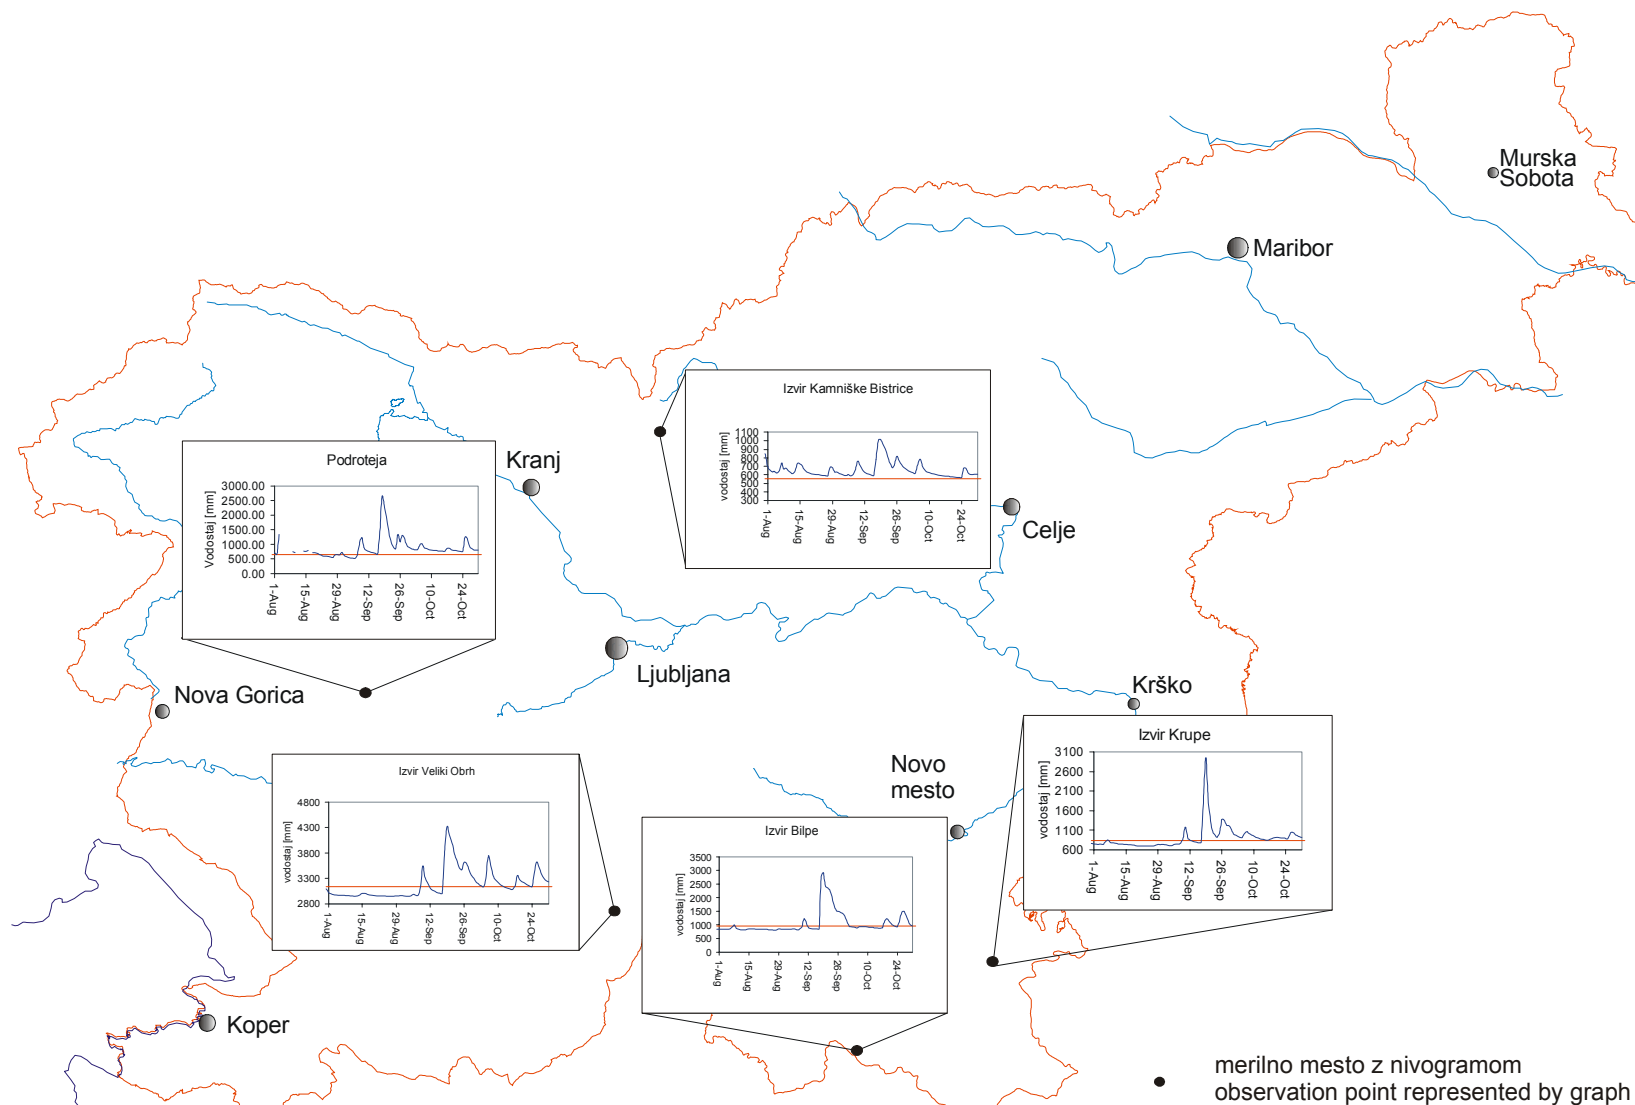 Murska
Sobota
Maribor
Izvir Kamniške Bistrice
vodostaj [mm]
1100
1000
900
800
700
600
500
400
300
1-Aug
15-Aug
29-Aug
12-Sep
26-Sep
10-Oct
24-Oct
Podroteja
Vodostaj [mm]
3000.00
2500.00
2000.00
1500.00
1000.00
500.00
0.00
1-Aug
15-Aug
29-Aug
12-Sep
26-Sep
10-Oct
24-Oct
Kranj
Celje
Ljubljana
Nova Gorica
Krško
Izvir Krupe
vodostaj [mm]
3100
2600
2100
1600
1100
600
1-Aug
15-Aug
29-Aug
12-Sep
26-Sep
10-Oct
24-Oct
Novo
mesto
Izvir Veliki Obrh
vodostaj [mm]
4800
4300
3800
3300
2800
1-Aug
15-Aug
29-Aug
12-Sep
26-Sep
10-Oct
24-Oct
Izvir Bilpe
vodostaj [mm]
3500
3000
2500
2000
1500
1000
500
0
1-Aug
15-Aug
29-Aug
12-Sep
26-Sep
10-Oct
24-Oct
Koper
merilno mesto z nivogramom
observation point represented by graph